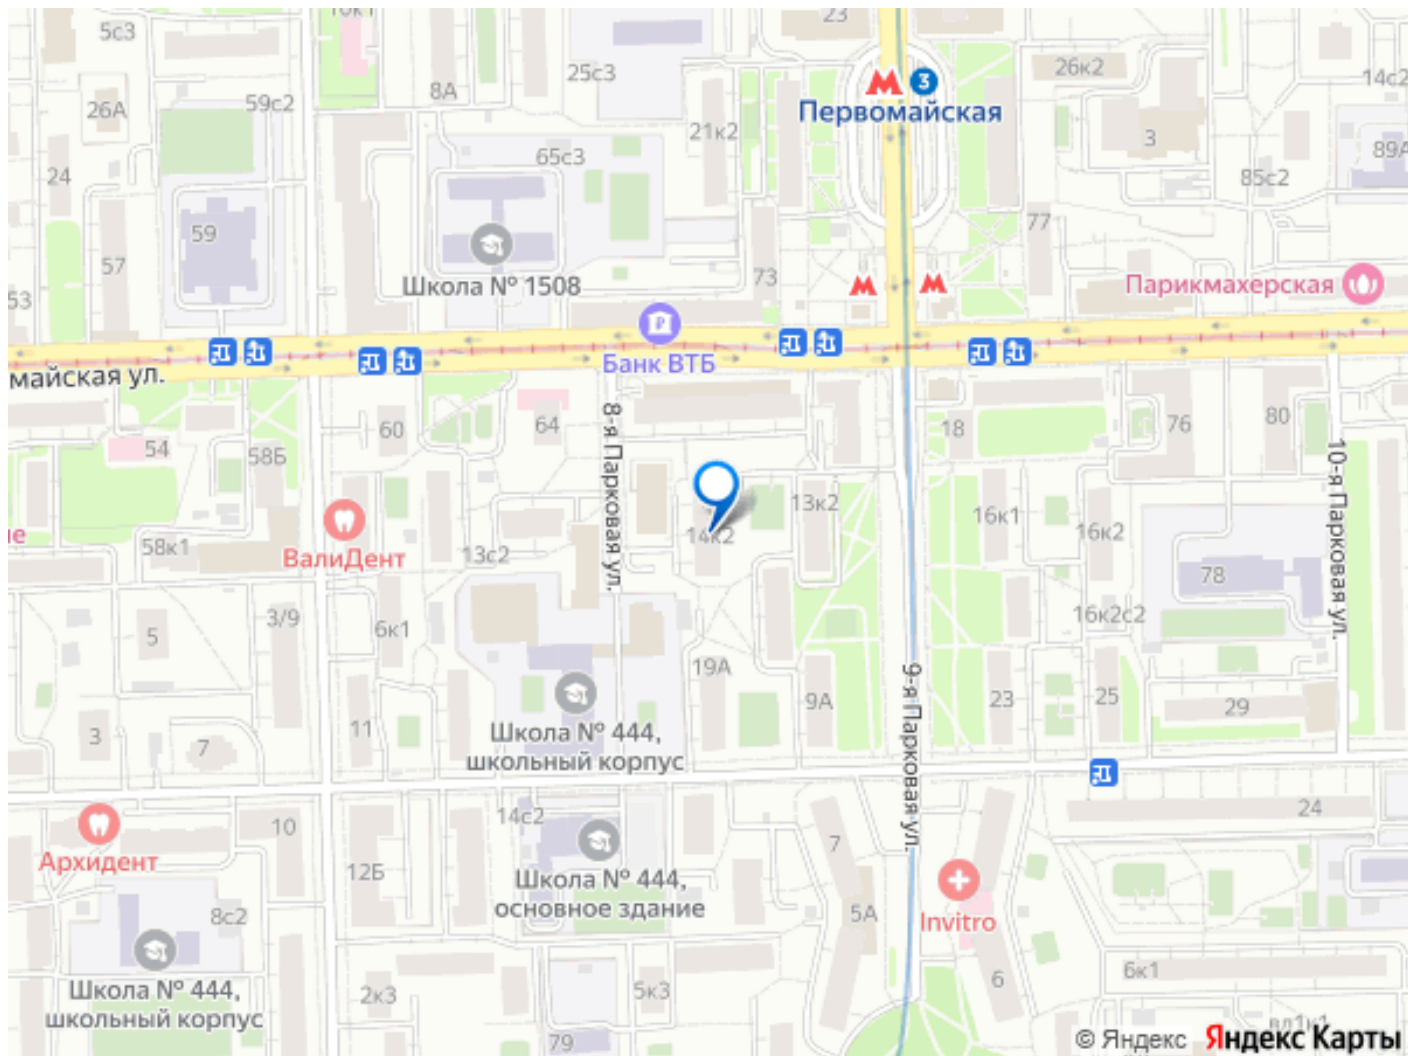 10к1
23
5с3
25с3
26к2
14с2
8А
26А
59с2
Первомайская
3
21к2
3
65с3
89А
24
85с2
59
77
57
73
Школа № 1508
Парикмахерская
53
Банк ВТБ
майская ул.
60
64
8-я Парковая ул.
18
76
80
54
58Б
10-я Парковая ул.
13к2
14к2
16к1
16к2
58к1
ВалиДент
13с2
78
3/9
6к1
5
16к2с2
19А
9-я Парковая ул.
9А
23
25
29
11
3
7
Школа № 444,
школьный корпус
14с2
24
10
7
Архидент
12Б
Школа № 444,
основное здание
8с2
5А
Invitro
Школа № 444,
школьный корпус
2к3
5к3
6
6к1
79
вл1к1
© Яндекс Яндекс Карты